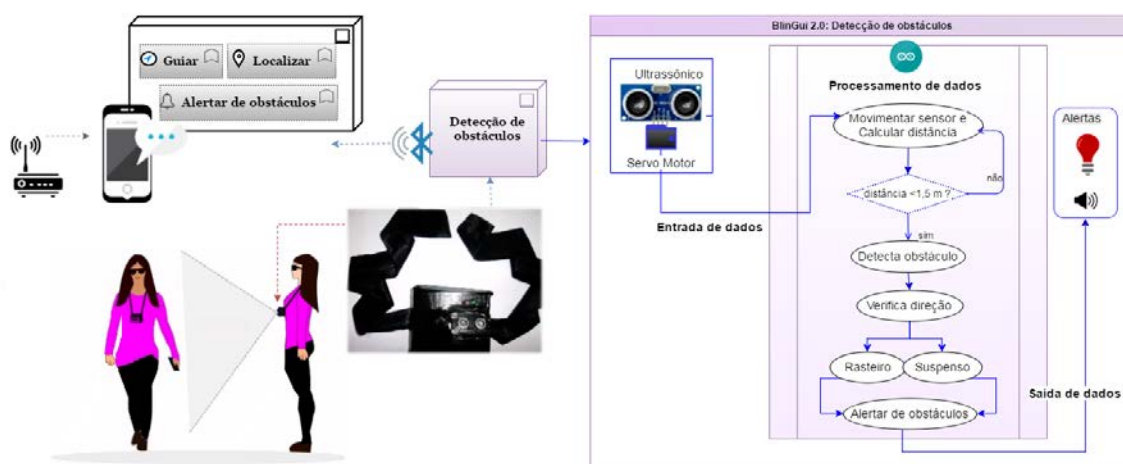 Guiar
Localizar
Alertar de obstáculos
Detecção de
obstáculos
BlinGui 2.0: Detecção de obstáculos
Ultrassônico
Servo Motor
Entrada de dados
Processamento de dados
Movimentar sensor e
Calcular distância
não
distância <1,5 m ?
sim
Detecta obstáculo
Verifica direção
Rasteiro
Suspenso
Alertar de obstáculos
Alertas
Saída de dados